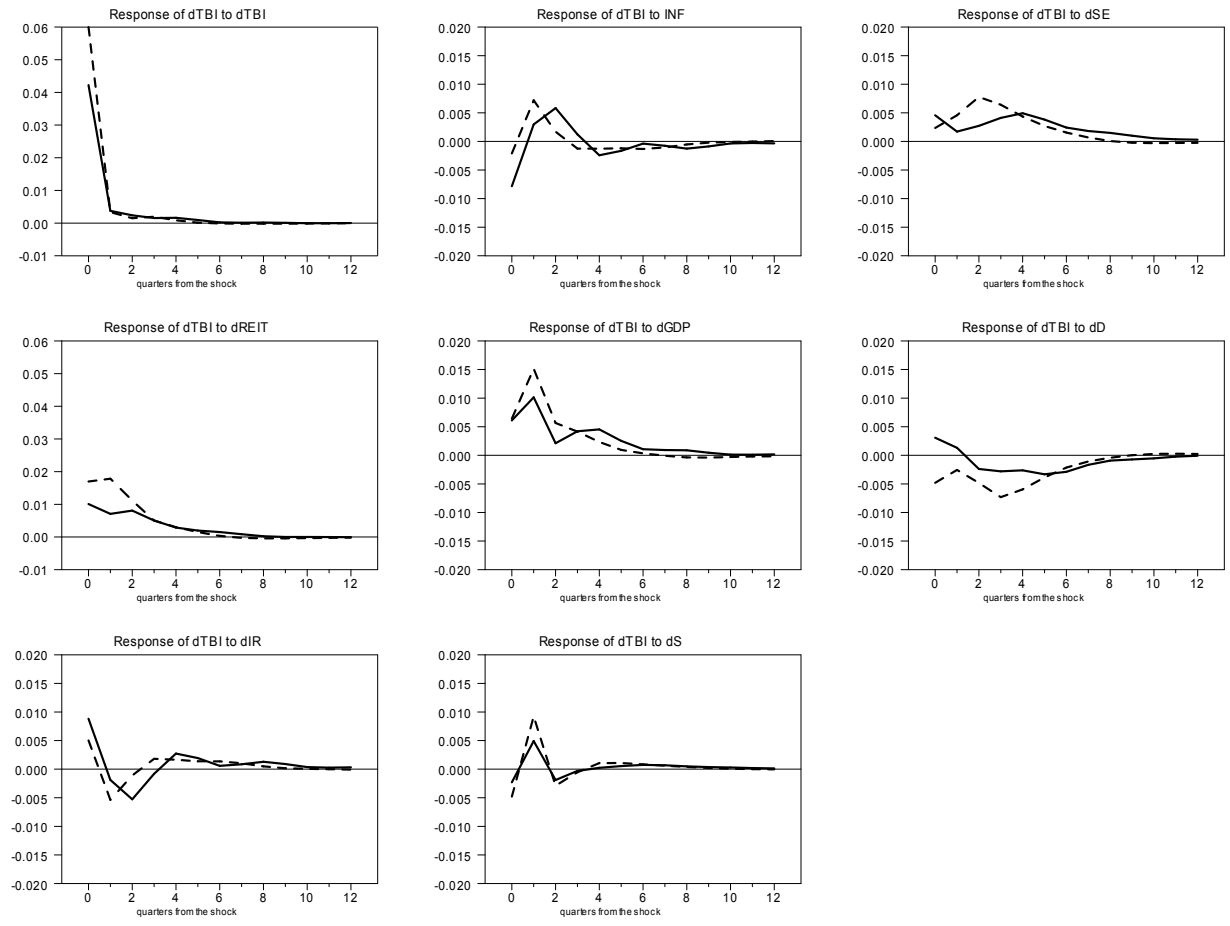 Response of dTBI to dTBI
0.06
0.05
0.04
0.03
0.02
0.01
0.00
-0.01
0 2 4 6 8 10 12
quarters from the shock
Response of dTBI to INF
0.020
0.015
0.010
0.005
0.000
-0.005
-0.010
-0.015
-0.020
0 2 4 6 8 10 12
quarters from the shock
Response of dTBI to dSE
0.020
0.015
0.010
0.005
0.000
-0.005
-0.010
-0.015
-0.020
0 2 4 6 8 10 12
quarters from the shock
Response of dTBI to dREIT
0.06
0.05
0.04
0.03
0.02
0.01
0.00
-0.01
0 2 4 6 8 10 12
quarters from the shock
Response of dTBI to dGDP
0.020
0.015
0.010
0.005
0.000
-0.005
-0.010
-0.015
-0.020
0 2 4 6 8 10 12
quarters from the shock
Response of dTBI to dD
0.020
0.015
0.010
0.005
0.000
-0.005
-0.010
-0.015
-0.020
0 2 4 6 8 10 12
quarters from the shock
Response of dTBI to dIR
0.020
0.015
0.010
0.005
0.000
-0.005
-0.010
-0.015
-0.020
0 2 4 6 8 10 12
quarters from the shock
Response of dTBI to dS
0.020
0.015
0.010
0.005
0.000
-0.005
-0.010
-0.015
-0.020
0 2 4 6 8 10 12
quarters from the shock